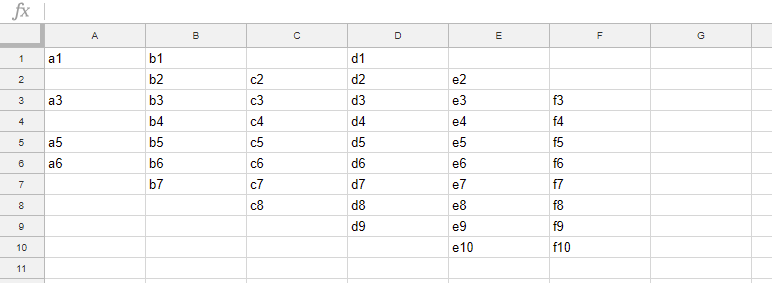 fx
A B C D E F G
1 a1 b1 d1
2 b2 c2 d2 e2
3 a3 b3 c3 d3 e3 f3
4 b4 c4 d4 e4 f4
5 a5 b5 c5 d5 e5 f5
6 a6 b6 c6 d6 e6 f6
7 b7 c7 d7 e7 f7
8 c8 d8 e8 f8
9 d9 e9 f9
10 e10 f10
11